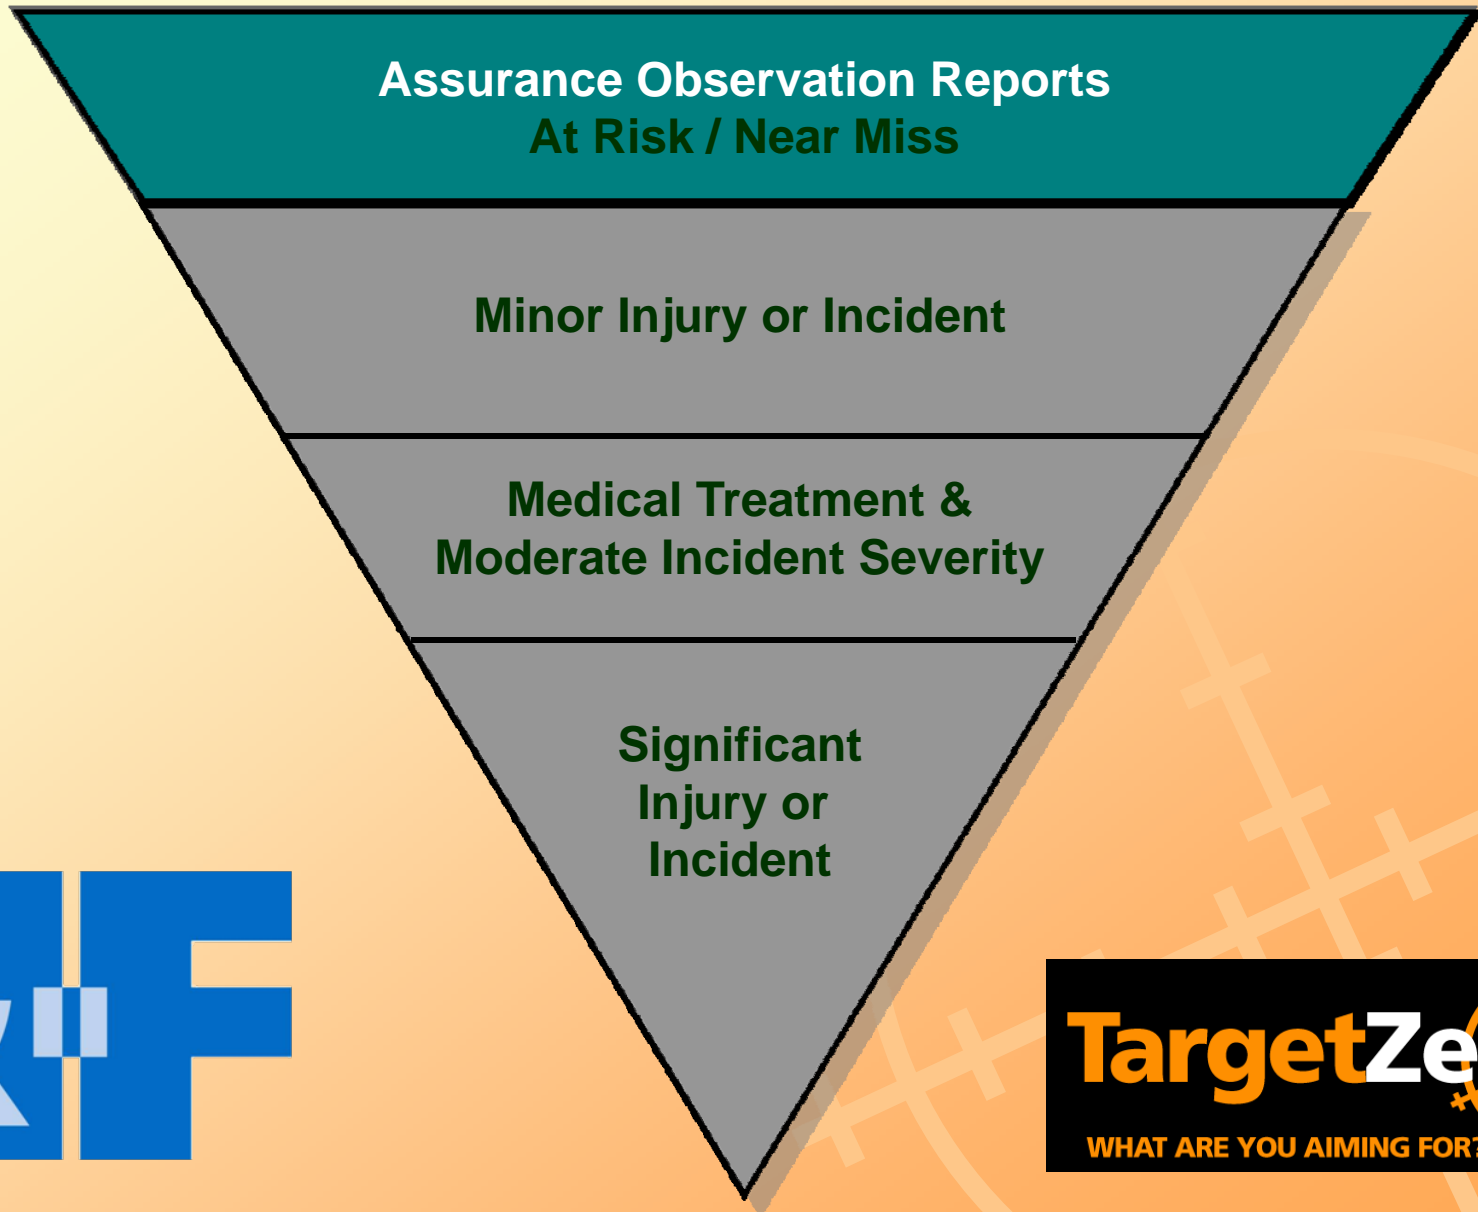 Assurance Observation Reports
At Risk / Near Miss
Minor Injury or Incident
Medical Treatment &
Moderate Incident Severity
Significant
Injury or
Incident
F
TargetZe
WHAT ARE YOU AIMING FOR?